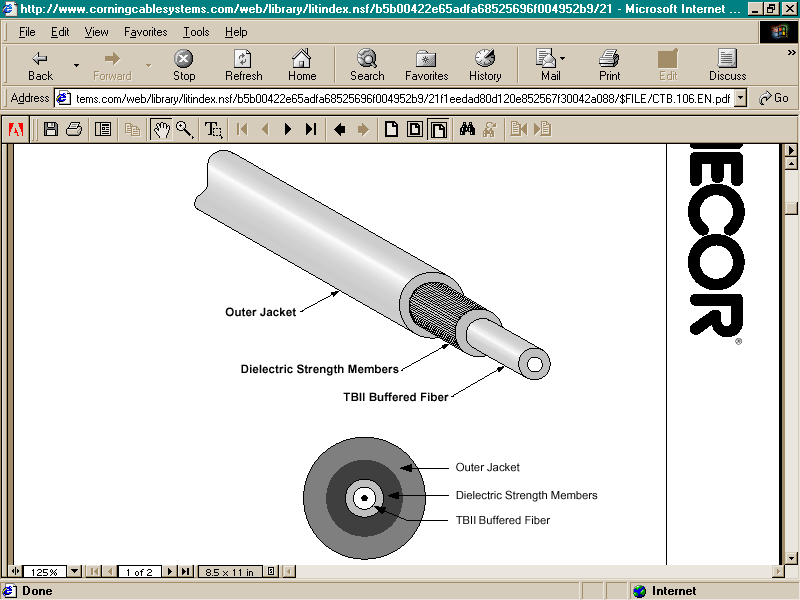 http://www.corningcablesystems.com/web/library/litindex.nsf/b5b00422e65adfa68525696f004952b9/21 - Microsoft Internet ...
File Edit View Favorites Tools Help
Back Forward Stop Refresh Home Search Favorites History Mail Print Edit Discuss
Address tems.com/web/library/litindex.nsf/b5b00422e65adfa68525696f004952b9/21f1eedad80d120e852567f30042a088/$FILE/CTB.106.EN.pdf Go
ECOR®
Outer Jacket
Dielectric Strength Members
TBII Buffered Fiber
Outer Jacket
Dielectric Strength Members
TBII Buffered Fiber
125% 1 of 2 8.5 x 11 in
Done Internet